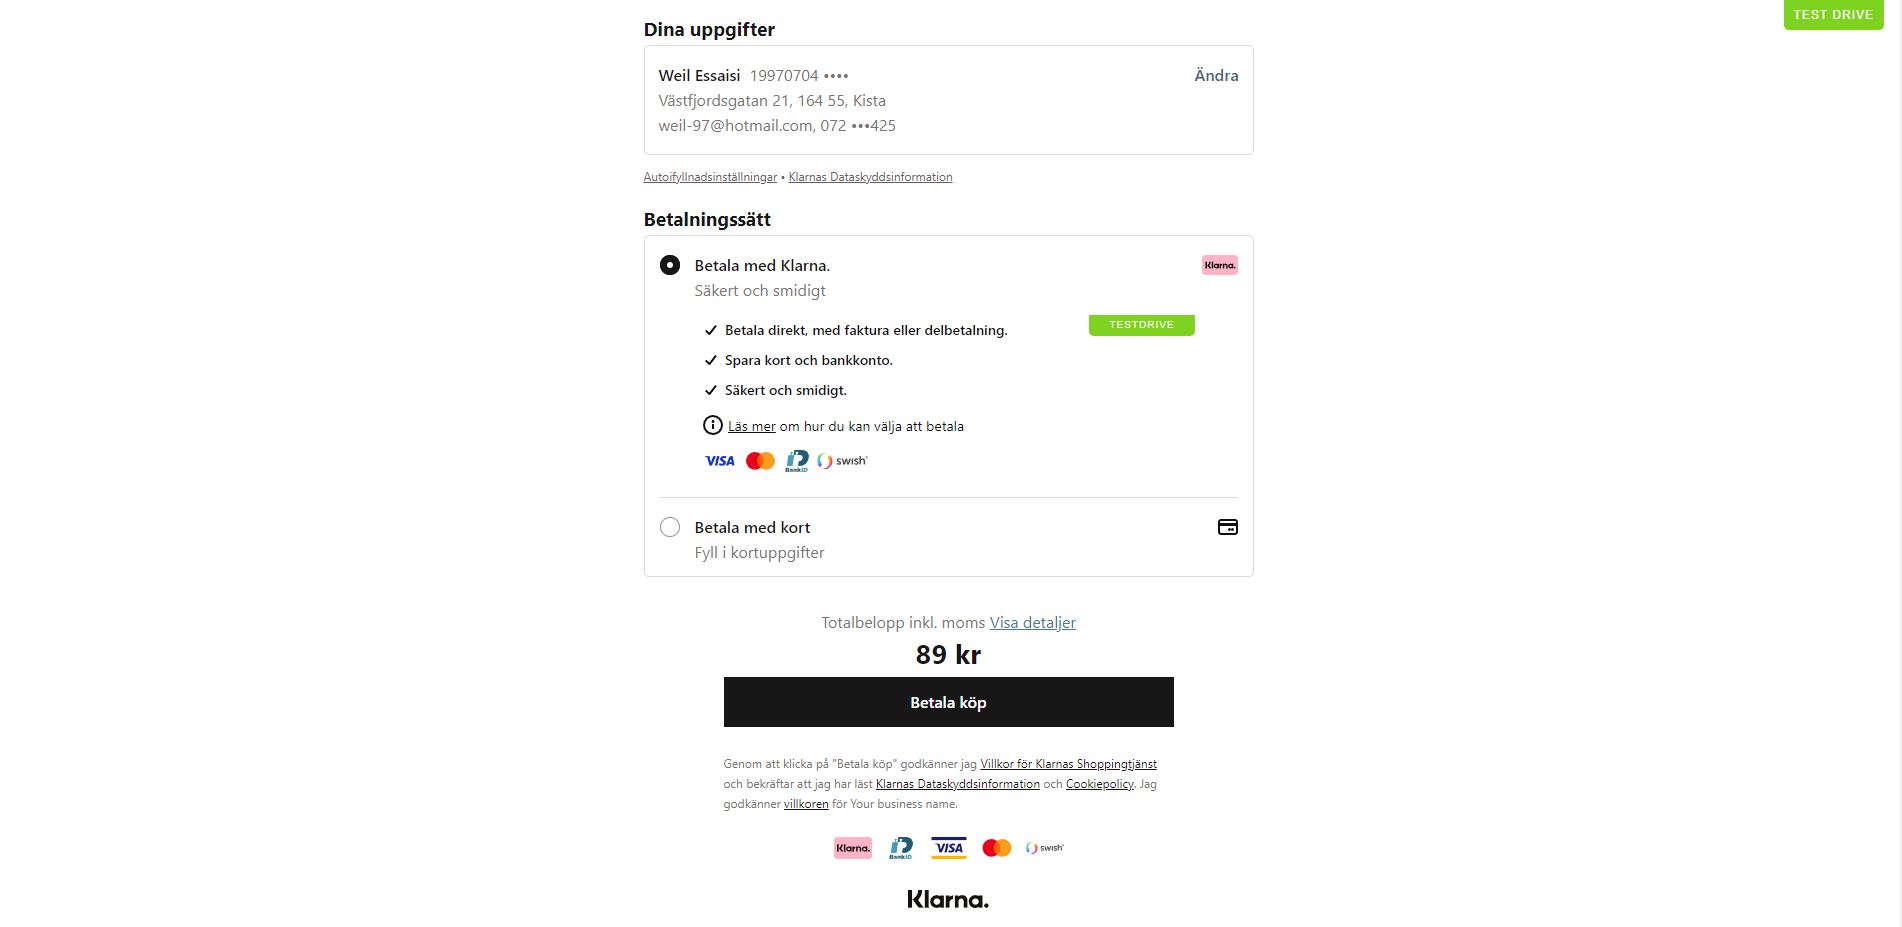 TEST DRIVE
Dina uppgifter
Weil Essaisi 19970704 ••••
Ändra
Västfjordsgatan 21, 164 55, Kista
weil-97@hotmail.com, 072 •••425
Autoifyllnadsinställningar • Klarnas Dataskyddsinformation
Betalningssätt
Betala med Klarna.
Klarna.
Säkert och smidigt
Betala direkt, med faktura eller delbetalning.
TESTDRIVE
Spara kort och bankkonto.
Säkert och smidigt.
Läs mer om hur du kan välja att betala
VISA BankID swish
Betala med kort
Fyll i kortuppgifter
Totalbelopp inkl. moms Visa detaljer
89 kr
Betala köp
Genom att klicka på "Betala köp" godkänner jag Villkor för Klarnas Shoppingtjänst
och bekräftar att jag har läst Klarnas Dataskyddsinformation och Cookiepolicy. Jag
godkänner villkoren för Your business name.
Klarna. BankID VISA swish
Klarna.